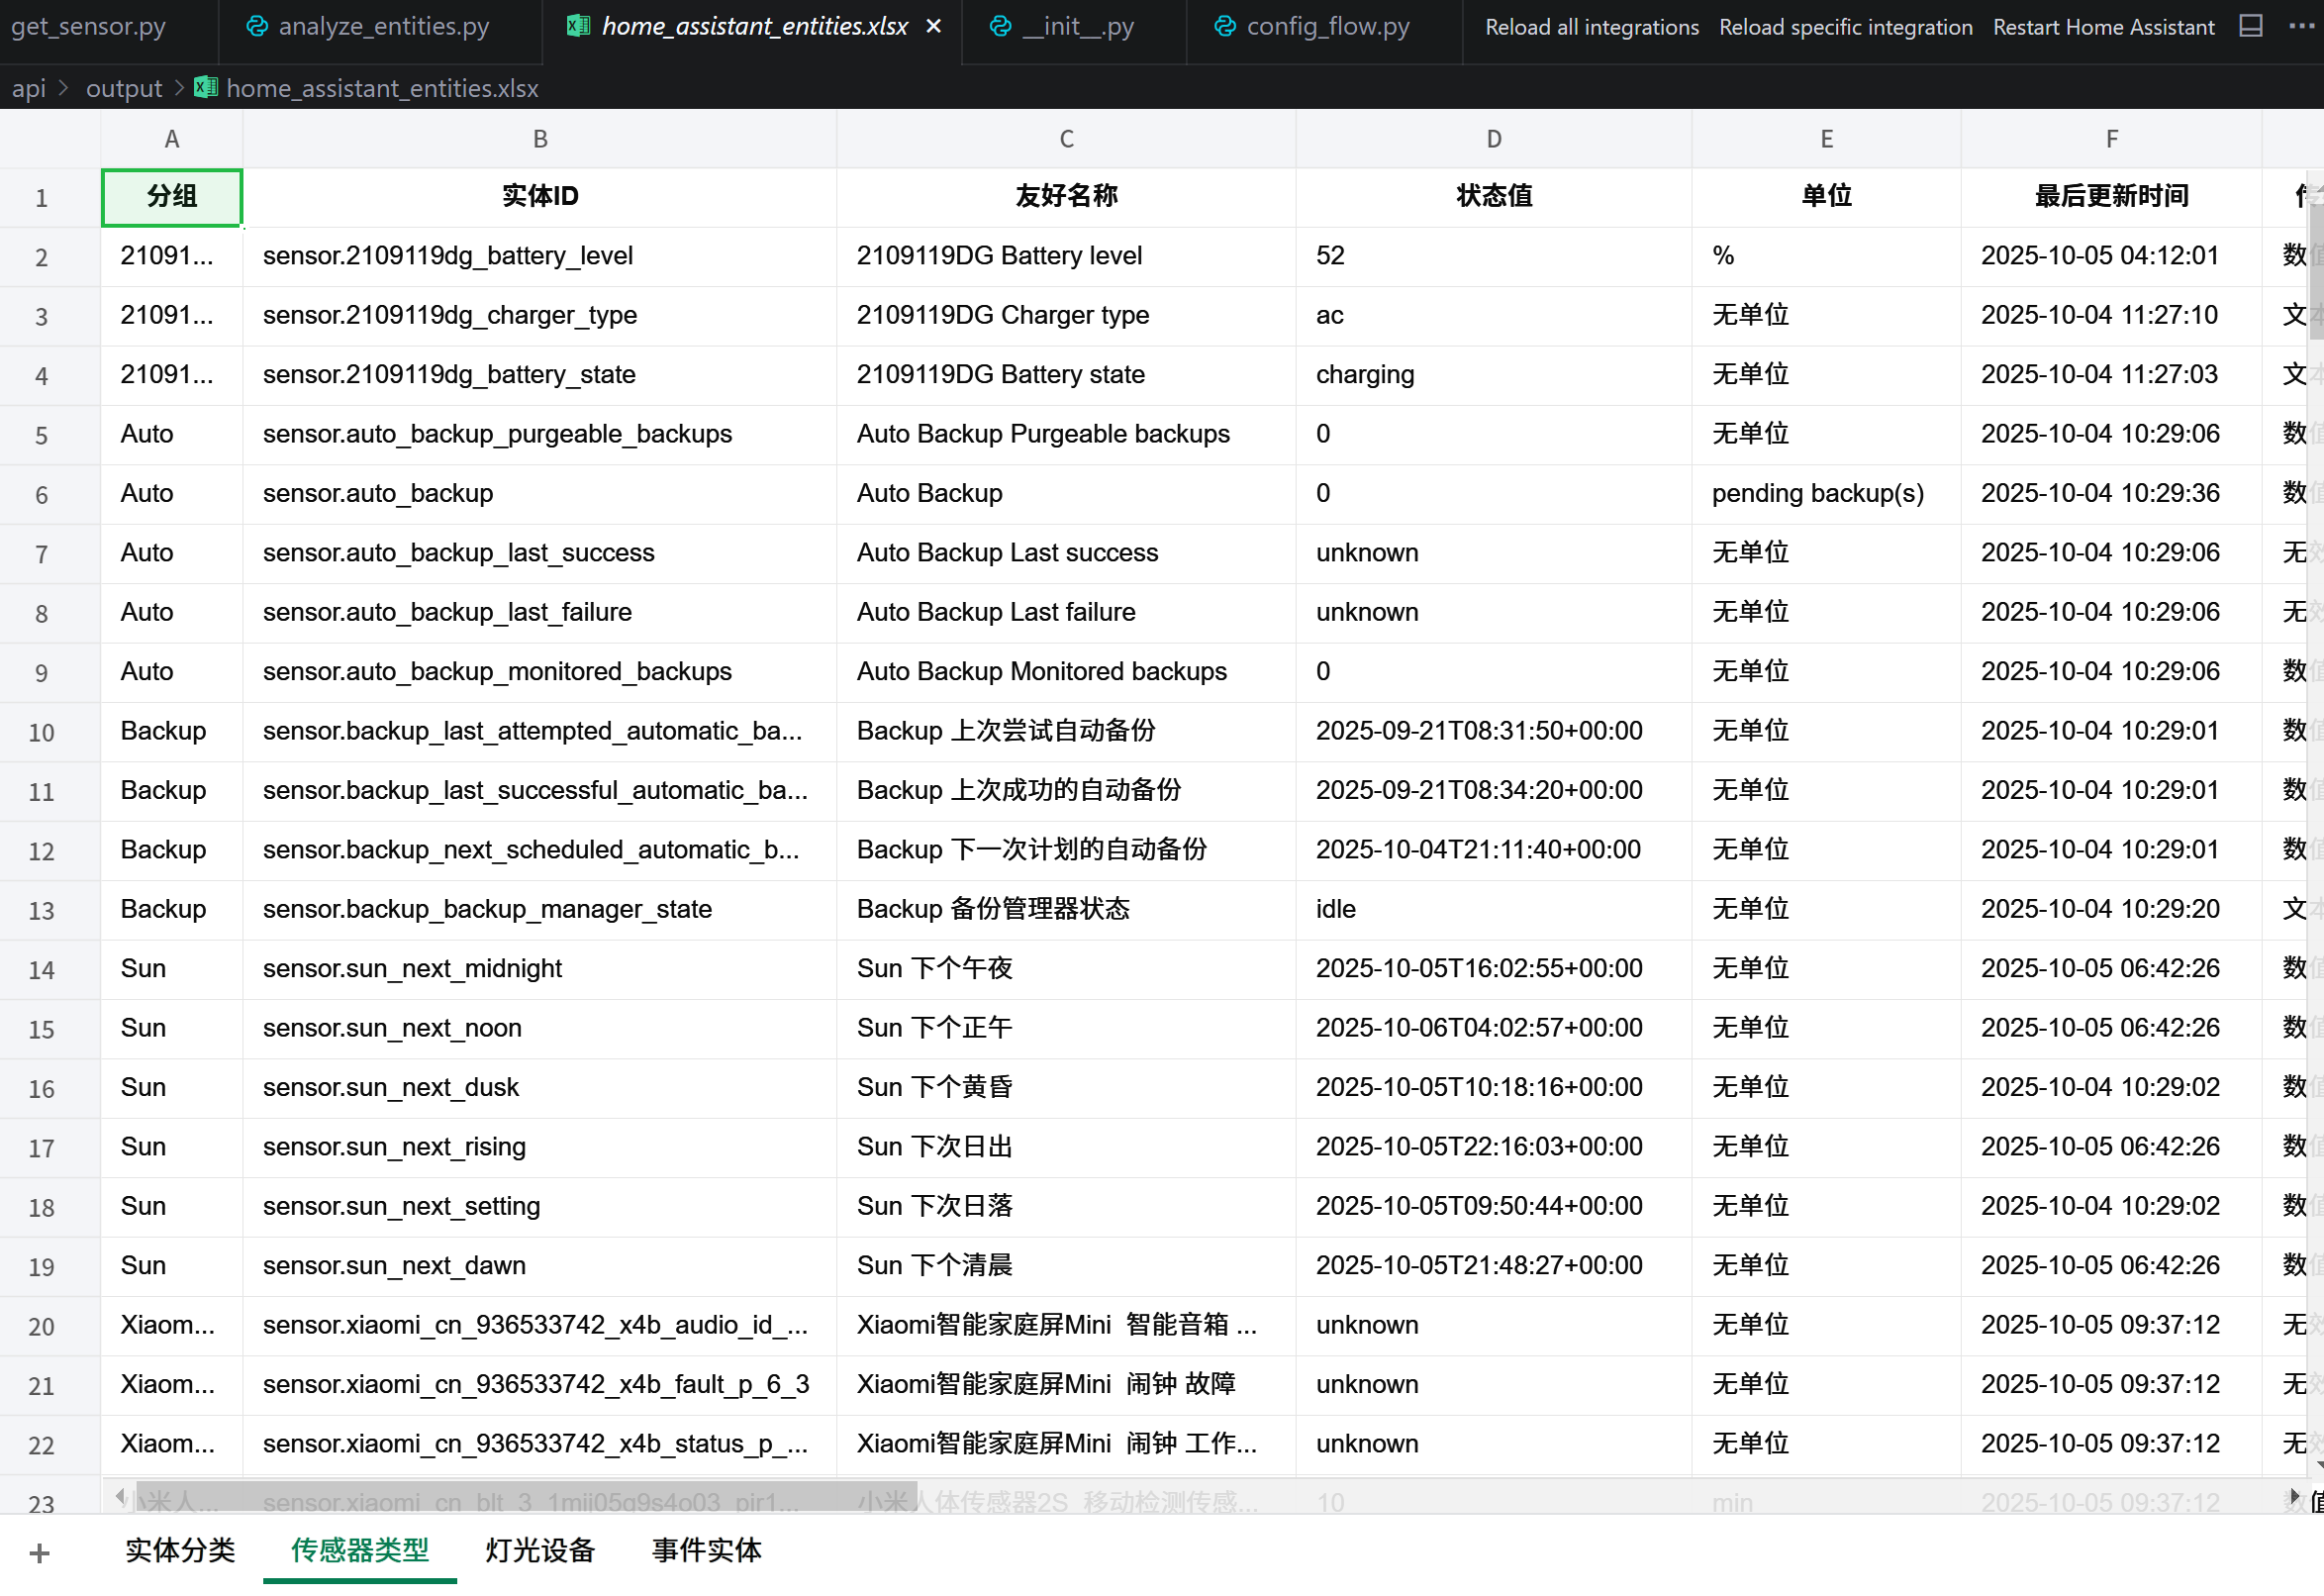 get_sensor.py analyze_entities.py home_assistant_entities.xlsx __init__.py config_flow.py Reload all integrations Reload specific integration Restart Home Assistant
api > output > home_assistant_entities.xlsx
A B C D E F
1 分组 实体ID 友好名称 状态值 单位 最后更新时间
2 21091... sensor.2109119dg_battery_level 2109119DG Battery level 52 % 2025-10-05 04:12:01 数值
3 21091... sensor.2109119dg_charger_type 2109119DG Charger type ac 无单位 2025-10-04 11:27:10 文本
4 21091... sensor.2109119dg_battery_state 2109119DG Battery state charging 无单位 2025-10-04 11:27:03 文本
5 Auto sensor.auto_backup_purgeable_backups Auto Backup Purgeable backups 0 无单位 2025-10-04 10:29:06 数值
6 Auto sensor.auto_backup Auto Backup 0 pending backup(s) 2025-10-04 10:29:36 数值
7 Auto sensor.auto_backup_last_success Auto Backup Last success unknown 无单位 2025-10-04 10:29:06 无效
8 Auto sensor.auto_backup_last_failure Auto Backup Last failure unknown 无单位 2025-10-04 10:29:06 无效
9 Auto sensor.auto_backup_monitored_backups Auto Backup Monitored backups 0 无单位 2025-10-04 10:29:06 数值
10 Backup sensor.backup_last_attempted_automatic_ba... Backup 上次尝试自动备份 2025-09-21T08:31:50+00:00 无单位 2025-10-04 10:29:01 数值
11 Backup sensor.backup_last_successful_automatic_ba... Backup 上次成功的自动备份 2025-09-21T08:34:20+00:00 无单位 2025-10-04 10:29:01 数值
12 Backup sensor.backup_next_scheduled_automatic_b... Backup 下一次计划的自动备份 2025-10-04T21:11:40+00:00 无单位 2025-10-04 10:29:01 数值
13 Backup sensor.backup_backup_manager_state Backup 备份管理器状态 idle 无单位 2025-10-04 10:29:20 文本
14 Sun sensor.sun_next_midnight Sun 下个午夜 2025-10-05T16:02:55+00:00 无单位 2025-10-05 06:42:26 数值
15 Sun sensor.sun_next_noon Sun 下个正午 2025-10-06T04:02:57+00:00 无单位 2025-10-05 06:42:26 数值
16 Sun sensor.sun_next_dusk Sun 下个黄昏 2025-10-05T10:18:16+00:00 无单位 2025-10-04 10:29:02 数值
17 Sun sensor.sun_next_rising Sun 下次日出 2025-10-05T22:16:03+00:00 无单位 2025-10-05 06:42:26 数值
18 Sun sensor.sun_next_setting Sun 下次日落 2025-10-05T09:50:44+00:00 无单位 2025-10-04 10:29:02 数值
19 Sun sensor.sun_next_dawn Sun 下个清晨 2025-10-05T21:48:27+00:00 无单位 2025-10-05 06:42:26 数值
20 Xiaom... sensor.xiaomi_cn_936533742_x4b_audio_id_... Xiaomi智能家庭屏Mini 智能音箱 ... unknown 无单位 2025-10-05 09:37:12 无效
21 Xiaom... sensor.xiaomi_cn_936533742_x4b_fault_p_6_3 Xiaomi智能家庭屏Mini 闹钟 故障 unknown 无单位 2025-10-05 09:37:12 无效
22 Xiaom... sensor.xiaomi_cn_936533742_x4b_status_p_... Xiaomi智能家庭屏Mini 闹钟 工作... unknown 无单位 2025-10-05 09:37:12 无效
23 小米人... sensor.xiaomi_cn_blt_3_1mii05q9s4o03_pir1... 小米人体传感器2S 移动检测传感... 10 min 2025-10-05 09:37:12 数值
+ 实体分类 传感器类型 灯光设备 事件实体